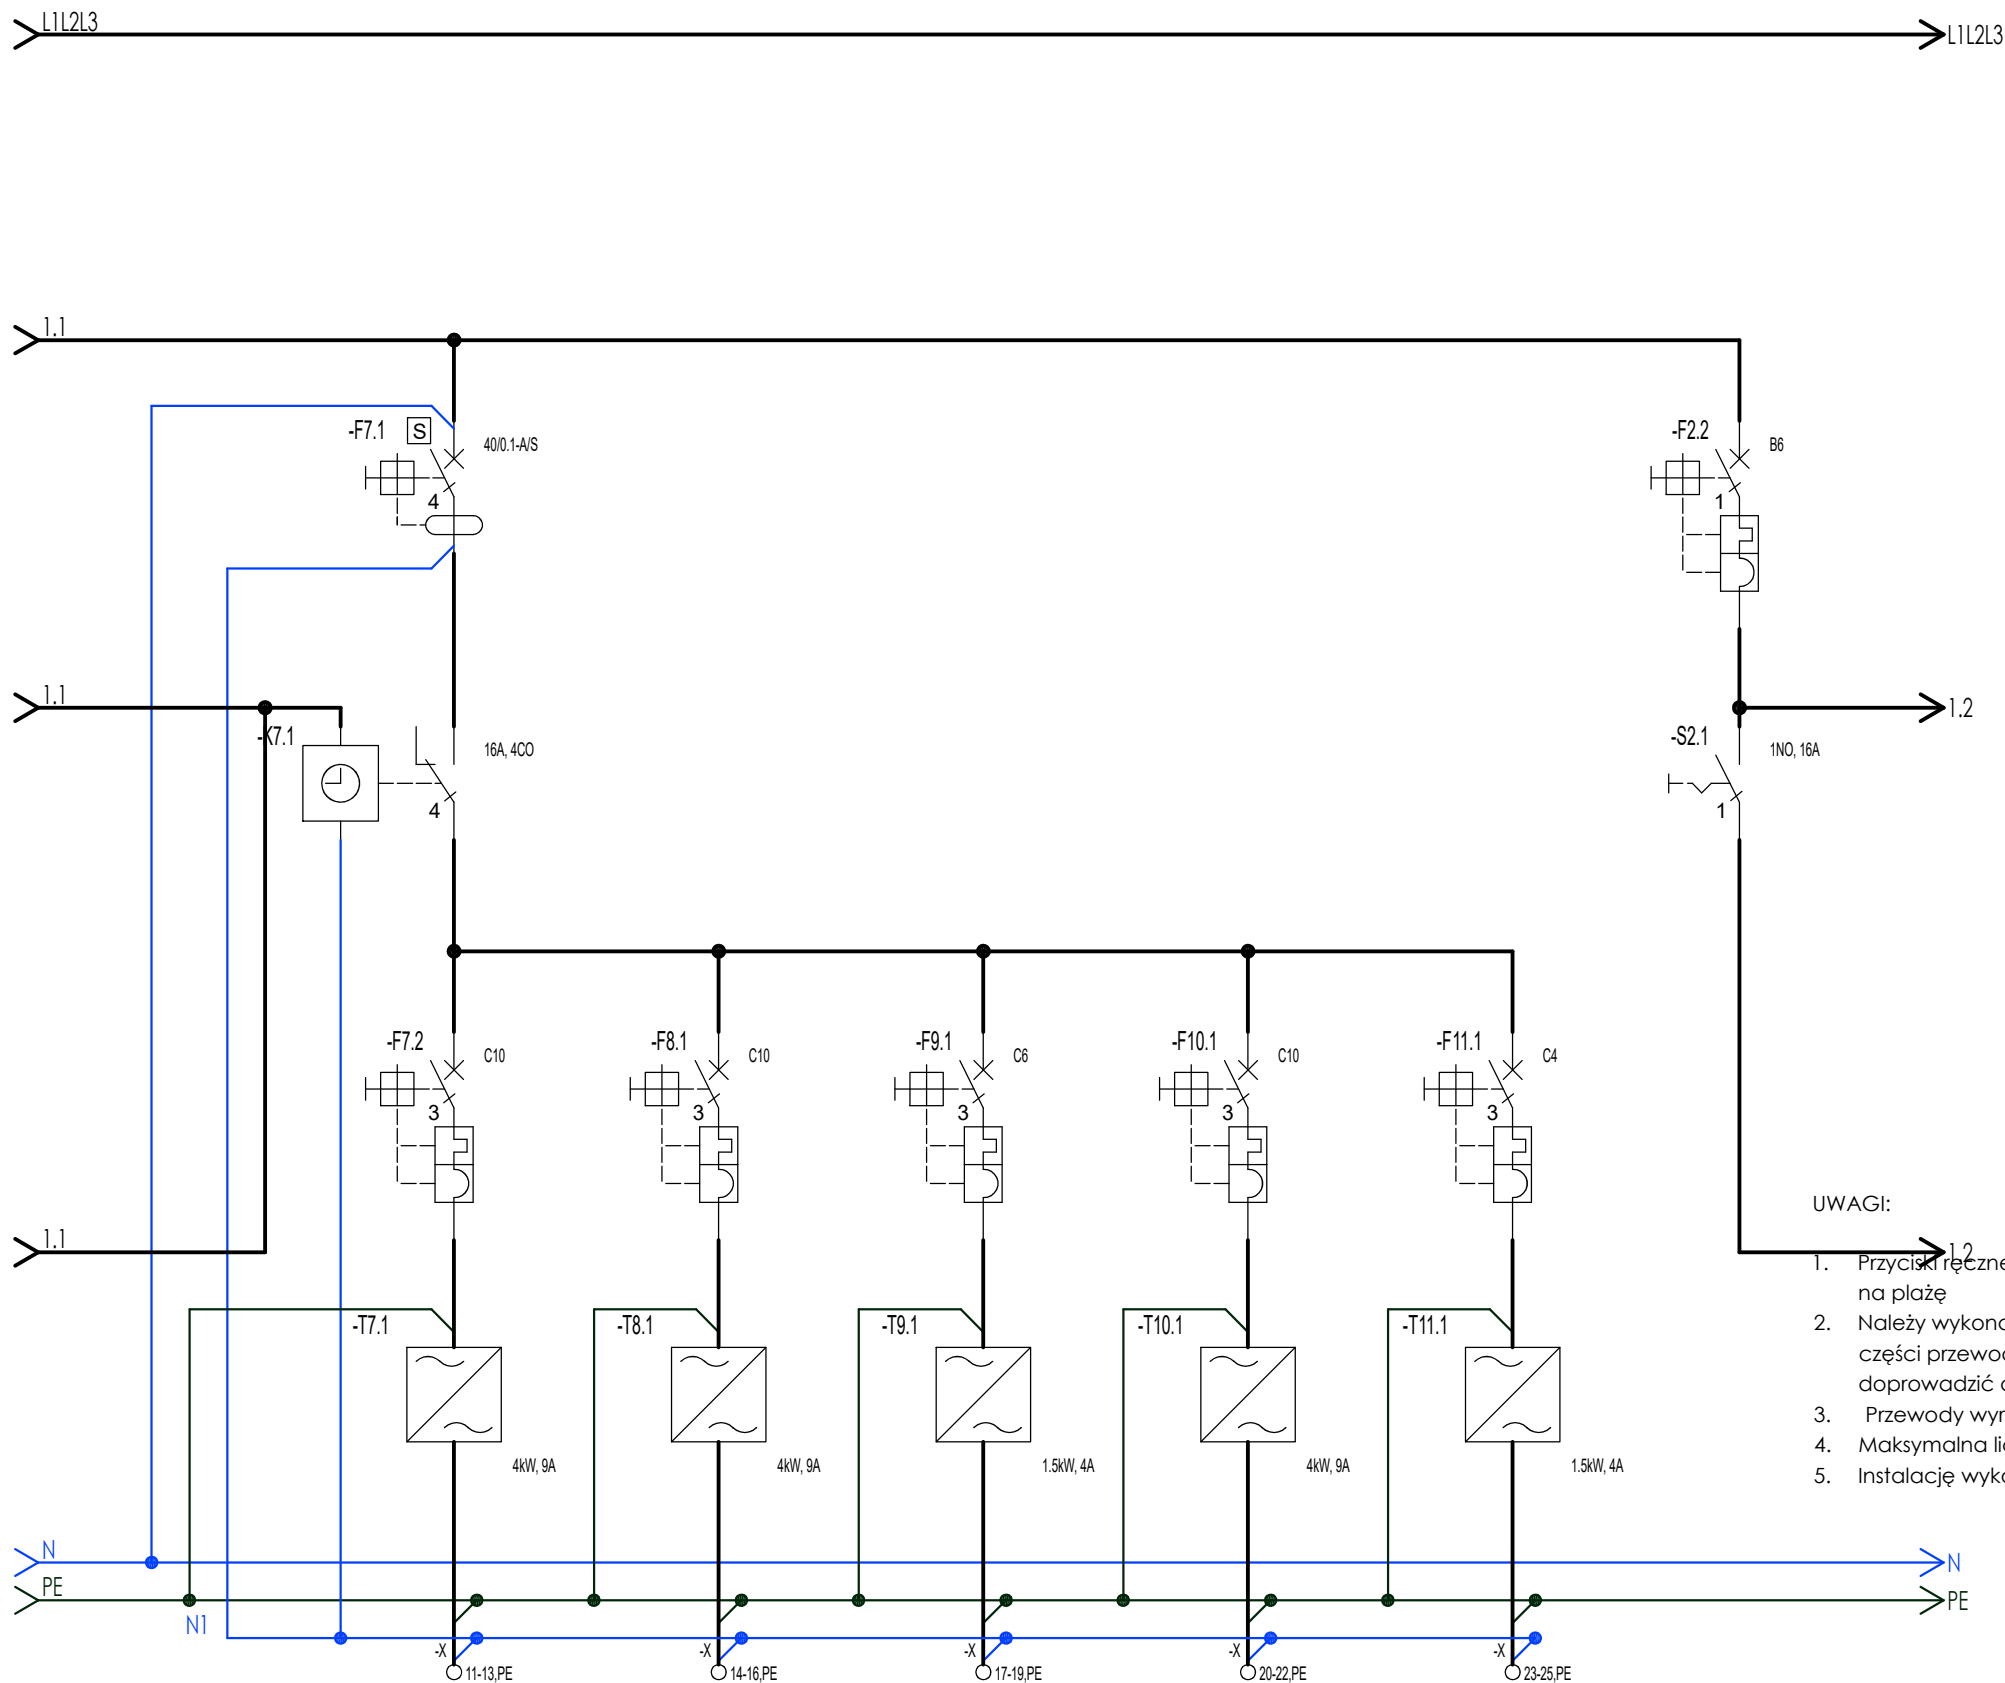 L1L2L3 L1L2L3
1.1
-F7.1 S 40/0.1-A/S -F2.2 B6
4 1
1.1 1.2
-K7.1 16A, 4CO -S2.1 1NO, 16A
4 1
-F7.2 C10 -F8.1 C10 -F9.1 C6 -F10.1 C10 -F11.1 C4
3 3 3 3 3
UWAGI:
1.1 1.2
1. Przyciski ręczne
na plażę
2. Należy wykona
części przewod
doprowadzić
3. Przewody wyr
4. Maksymalna li
5. Instalację wyk
-T7.1 -T8.1 -T9.1 -T10.1 -T11.1
4kW, 9A 4kW, 9A 1.5kW, 4A 4kW, 9A 1.5kW, 4A
N N
PE PE
N1
-X -X -X -X -X
11-13,PE 14-16,PE 17-19,PE 20-22,PE 23-25,PE